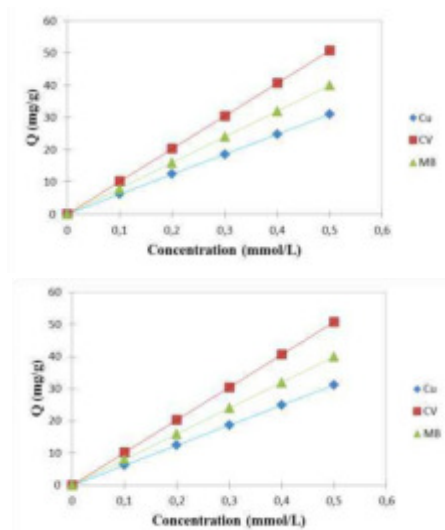 60
50
Q (mg/g)
40
30
20
10
0
Cu
CV
MB
0 0,1 0,2 0,3 0,4 0,5 0,6
Concentration (mmol/L)
60
50
Q (mg/g)
40
30
20
10
0
Cu
CV
MB
0 0,1 0,2 0,3 0,4 0,5 0,6
Concentration (mmol/L)